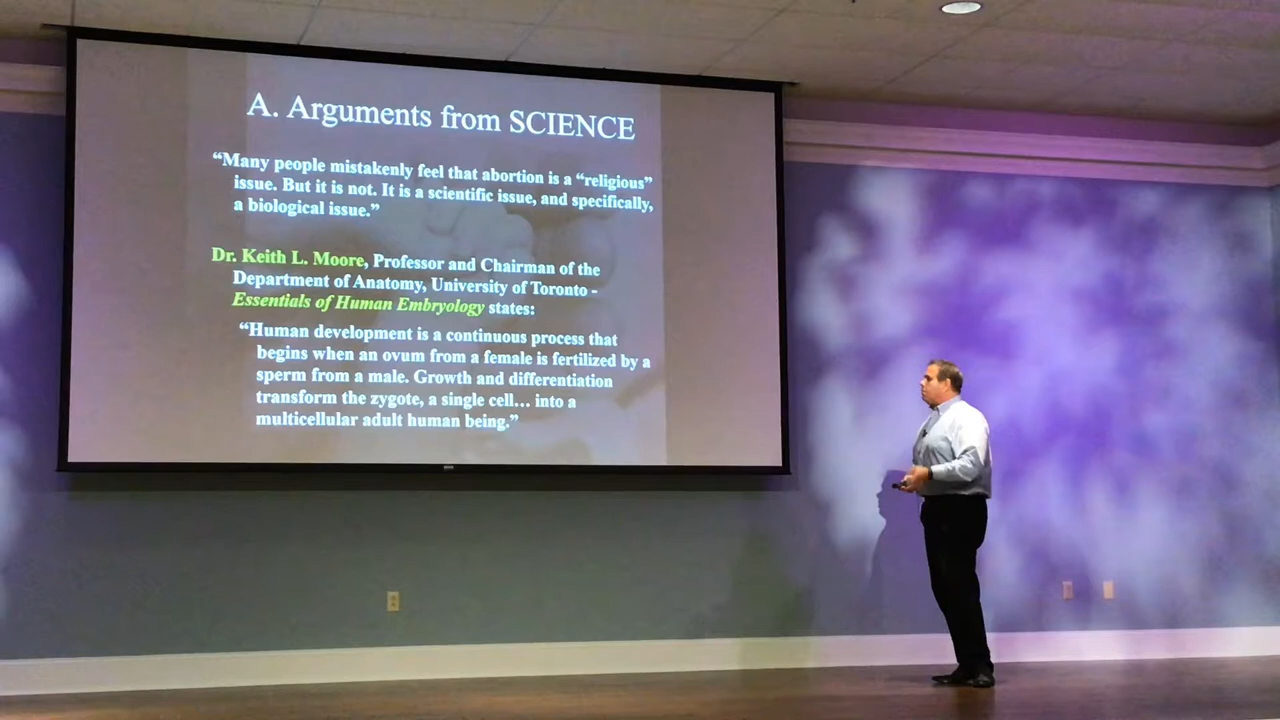 A. Arguments from SCIENCE
“Many people mistakenly feel that abortion is a “religious”
issue. But it is not. It is a scientific issue, and specifically,
a biological issue.”
Dr. Keith L. Moore, Professor and Chairman of the
Department of Anatomy, University of Toronto -
Essentials of Human Embryology states:
“Human development is a continuous process that
begins when an ovum from a female is fertilized by a
sperm from a male. Growth and differentiation
transform the zygote, a single cell… into a
multicellular adult human being.”